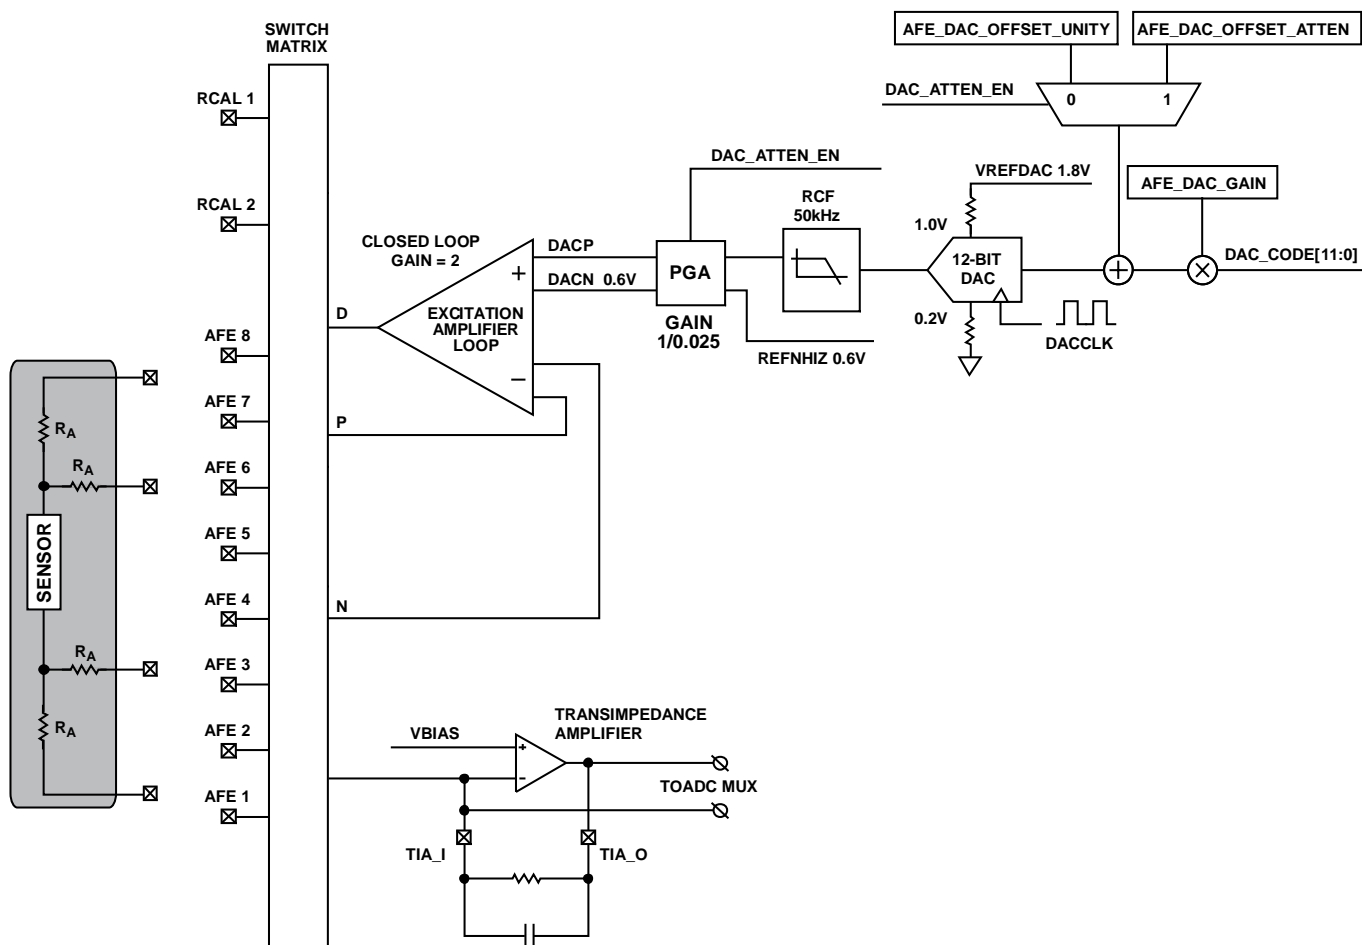 SWITCH
MATRIX
AFE_DAC_OFFSET_UNITY
AFE_DAC_OFFSET_ATTEN
DAC_ATTEN_EN
0
1
RCAL 1
RCAL 2
DAC_ATTEN_EN
VREFDAC 1.8V
AFE_DAC_GAIN
RCF
50kHz
1.0V
CLOSED LOOP
GAIN = 2
DACP
DACN 0.6V
PGA
12-BIT
DAC
DAC_CODE[11:0]
+
×
+
−
D
EXCITATION
AMPLIFIER
LOOP
GAIN
1/0.025
REFNHIZ 0.6V
0.2V
DACCLK
AFE 8
AFE 7
P
AFE 6
AFE 5
AFE 4
N
AFE 3
AFE 2
AFE 1
RA
RA
SENSOR
RA
RA
TRANSIMPEDANCE
AMPLIFIER
VBIAS
+
−
TOADC MUX
TIA_I
TIA_O